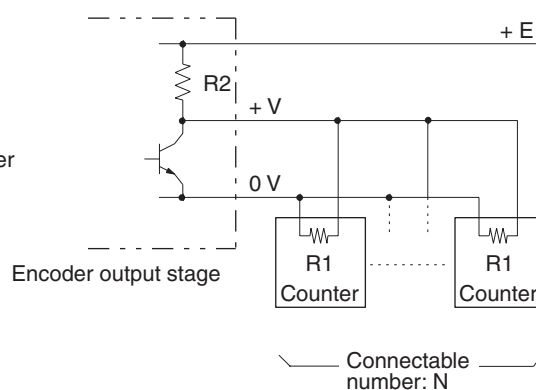 + E
R2
+ V
er
0 V
R1
R1
Encoder output stage
Counter
Counter
Connectable
number: N